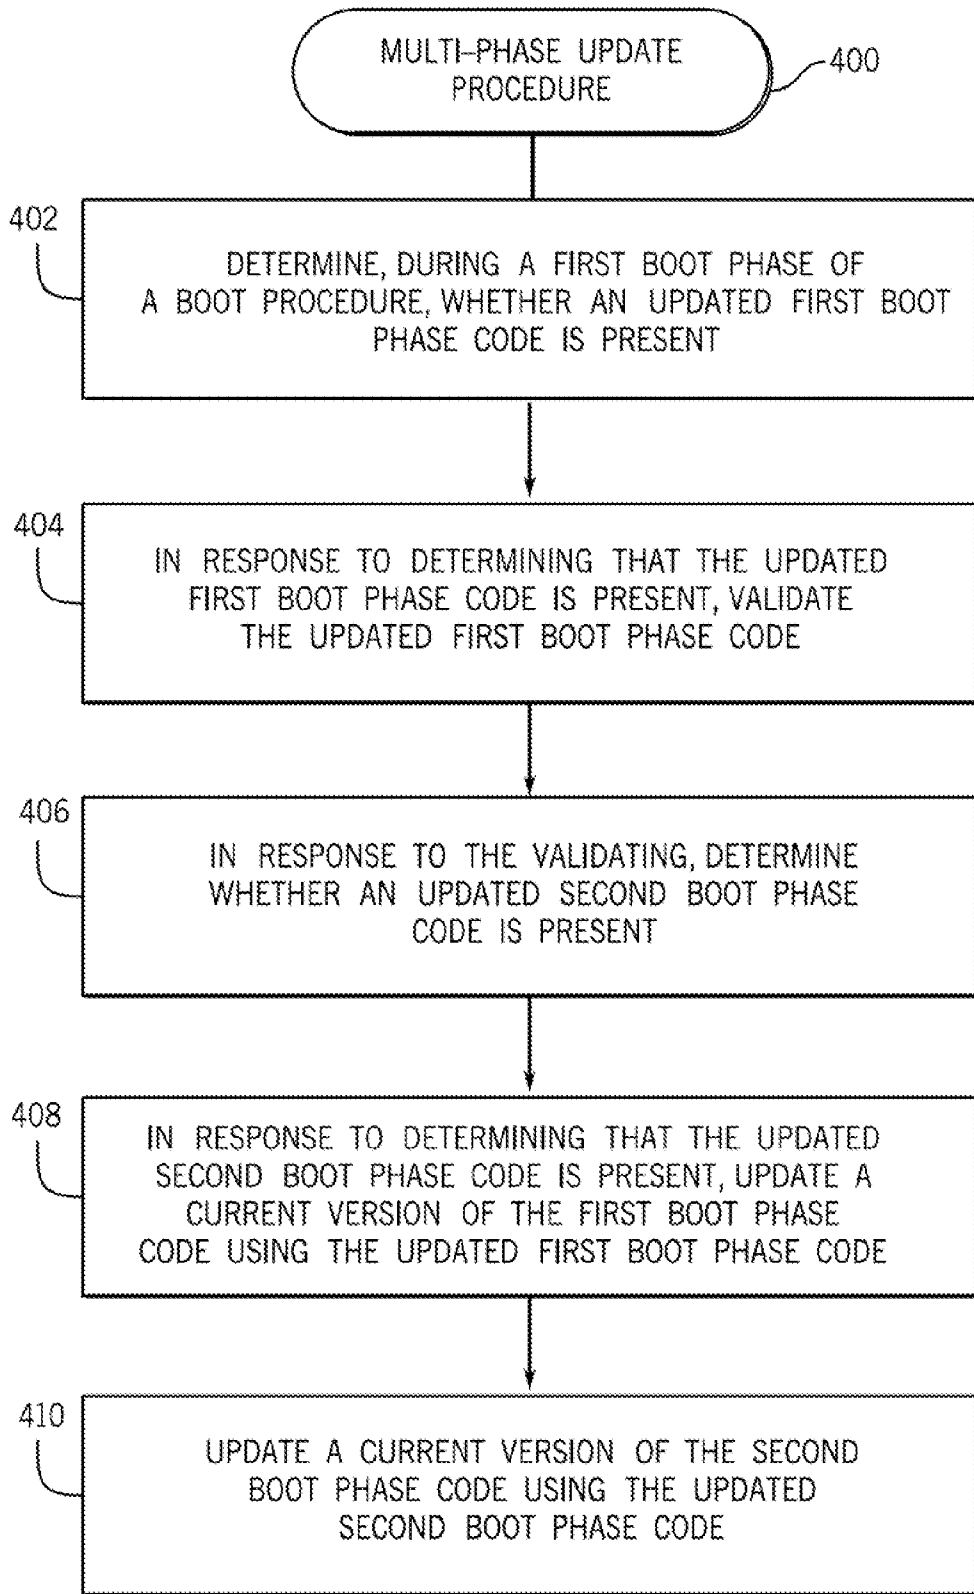 MULTI-PHASE UPDATE
PROCEDURE
400
402
DETERMINE, DURING A FIRST BOOT PHASE OF
A BOOT PROCEDURE, WHETHER AN UPDATED FIRST BOOT
PHASE CODE IS PRESENT
404
IN RESPONSE TO DETERMINING THAT THE UPDATED
FIRST BOOT PHASE CODE IS PRESENT, VALIDATE
THE UPDATED FIRST BOOT PHASE CODE
406
IN RESPONSE TO THE VALIDATING, DETERMINE
WHETHER AN UPDATED SECOND BOOT PHASE
CODE IS PRESENT
408
IN RESPONSE TO DETERMINING THAT THE UPDATED
SECOND BOOT PHASE CODE IS PRESENT, UPDATE A
CURRENT VERSION OF THE FIRST BOOT PHASE
CODE USING THE UPDATED FIRST BOOT PHASE CODE
410
UPDATE A CURRENT VERSION OF THE SECOND
BOOT PHASE CODE USING THE UPDATED
SECOND BOOT PHASE CODE